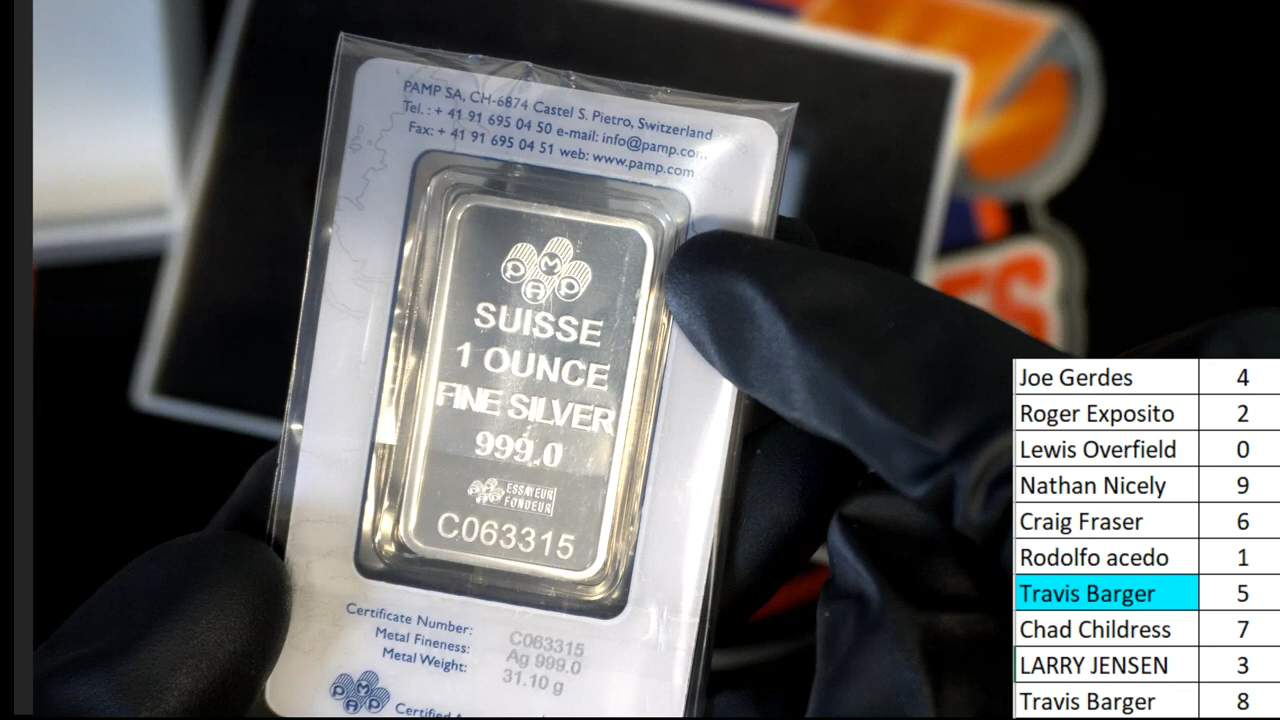 PAMP SA, CH-6874 Castel S. Pietro, Switzerland
Tel. : + 41 91 695 04 50 e-mail: info@pamp.com
Fax: + 41 91 695 04 51 web: www.pamp.com
PAMP
SUISSE
1 OUNCE
FINE SILVER
999.0
PAMP ESSAYEUR
FONDEUR
C063315
Certificate Number: C063315
Metal Fineness: Ag 999.0
Metal Weight: 31.10 g
PAMP Certified
Joe Gerdes 4
Roger Exposito 2
Lewis Overfield 0
Nathan Nicely 9
Craig Fraser 6
Rodolfo acedo 1
Travis Barger 5
Chad Childress 7
LARRY JENSEN 3
Travis Barger 8